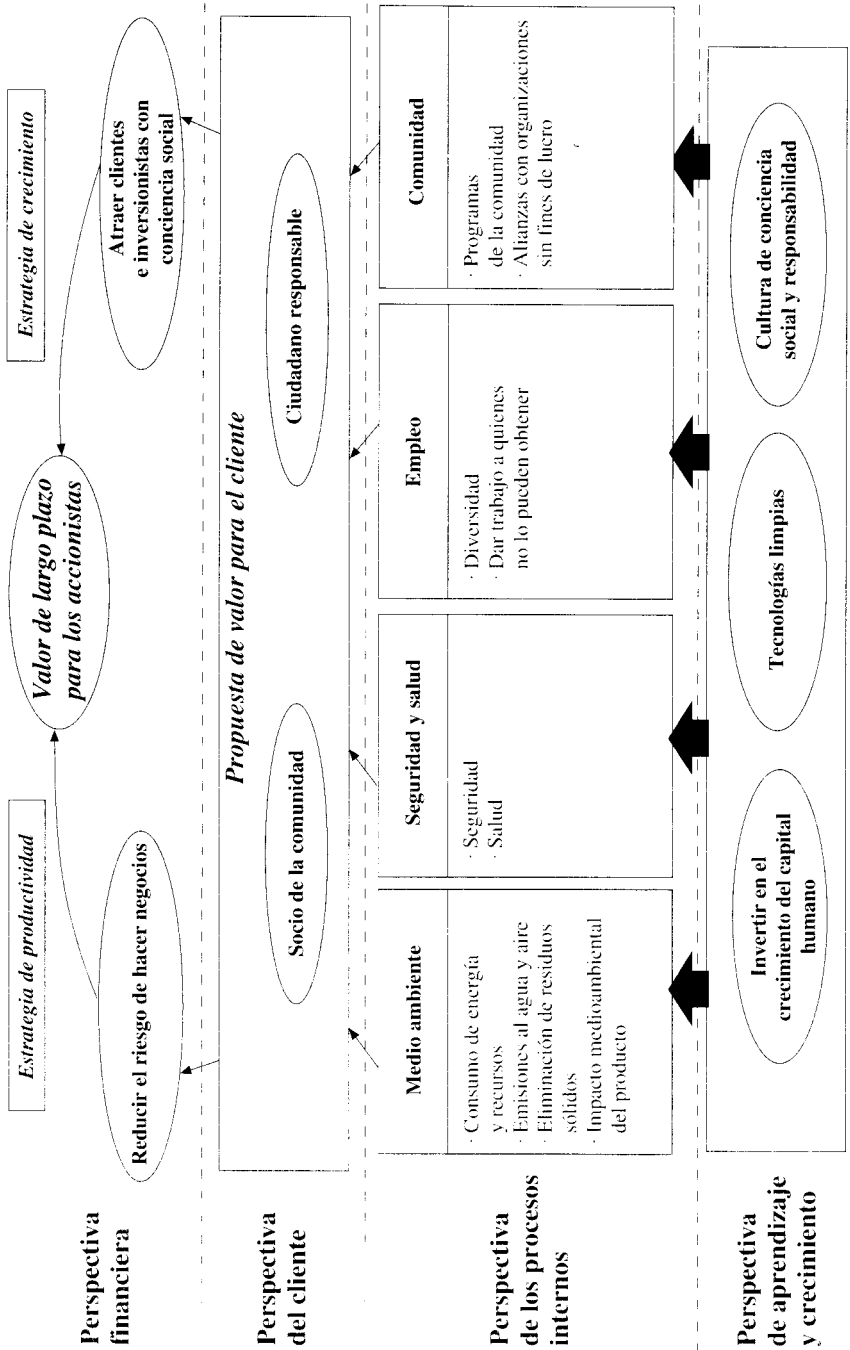 Estrategia de productividad
Estrategia de crecimiento
Perspectiva
financiera
Valor de largo plazo
para los accionistas
Reducir el riesgo de hacer negocios
Atraer clientes
e inversionistas con
conciencia social
Perspectiva
del cliente
Propuesta de valor para el cliente
Socio de la comunidad
Ciudadano responsable
Perspectiva
de los procesos
internos
Medio ambiente
· Consumo de energía
y recursos
· Emisiones al agua y aire
· Eliminación de residuos
sólidos
· Impacto medioambiental
del producto
Seguridad y salud
· Seguridad
· Salud
Empleo
· Diversidad
· Dar trabajo a quienes
no lo pueden obtener
Comunidad
· Programas
de la comunidad
· Alianzas con organizaciones
sin fines de lucro
Perspectiva
de aprendizaje
y crecimiento
Invertir en el
crecimiento del capital
humano
Tecnologías limpias
Cultura de conciencia
social y responsabilidad